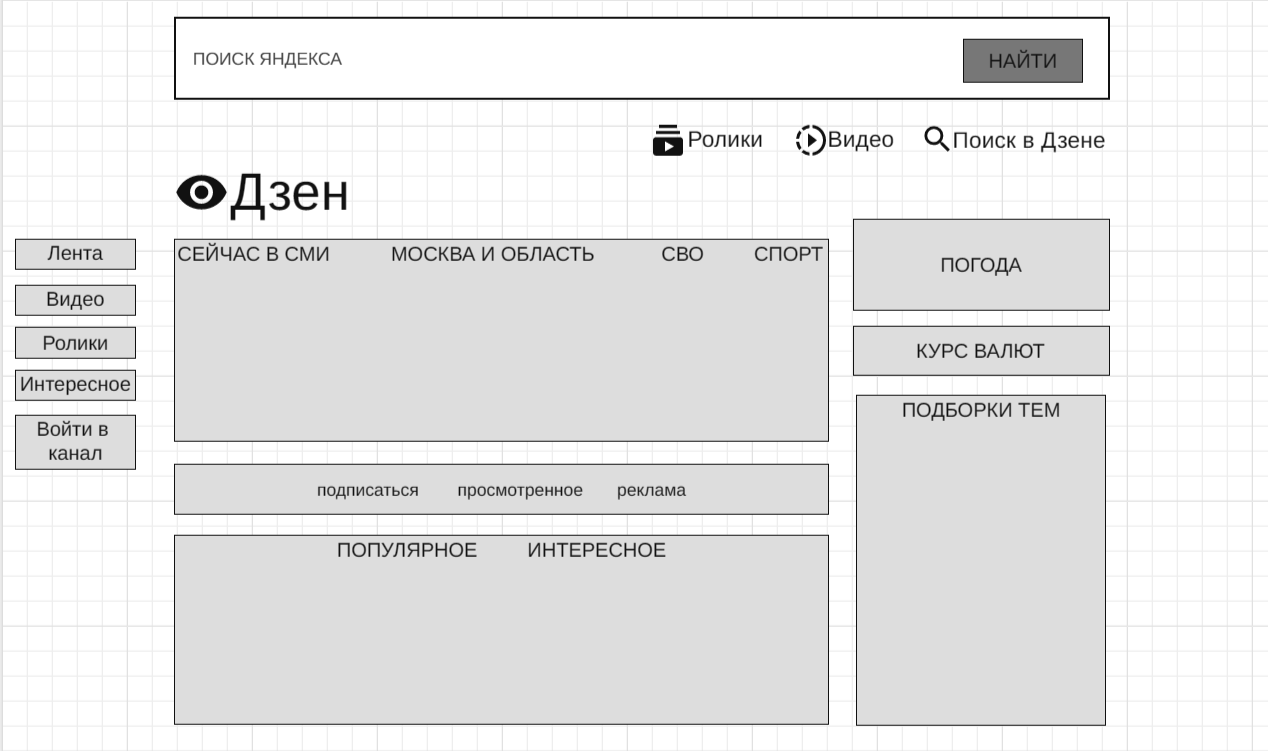 ПОИСК ЯНДЕКСА
НАЙТИ
Ролики
Видео
Поиск в Дзене
Дзен
Лента
Видео
Ролики
Интересное
Войти в
канал
СЕЙЧАС В СМИ МОСКВА И ОБЛАСТЬ СВО СПОРТ
подписаться просмотренное реклама
ПОПУЛЯРНОЕ ИНТЕРЕСНОЕ
ПОГОДА
КУРС ВАЛЮТ
ПОДБОРКИ ТЕМ